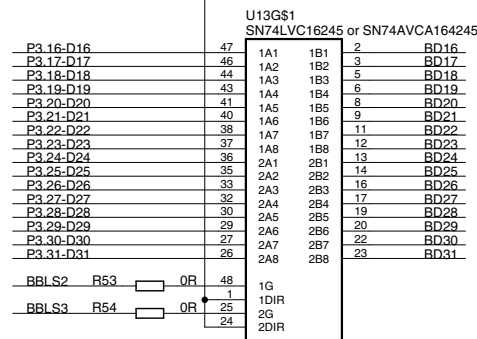 U13G$1
SN74LVC16245 or SN74AVCA164245
P3.16-D16 47 1A1 1B1 2 BD16
P3.17-D17 46 1A2 1B2 3 BD17
P3.18-D18 44 1A3 1B3 5 BD18
P3.19-D19 43 1A4 1B4 6 BD19
P3.20-D20 41 1A5 1B5 8 BD20
P3.21-D21 40 1A6 1B6 9 BD21
P3.22-D22 38 1A7 1B7 11 BD22
P3.23-D23 37 1A8 1B8 12 BD23
P3.24-D24 36 2A1 2B1 13 BD24
P3.25-D25 35 2A2 2B2 14 BD25
P3.26-D26 33 2A3 2B3 16 BD26
P3.27-D27 32 2A4 2B4 17 BD27
P3.28-D28 30 2A5 2B5 19 BD28
P3.29-D29 29 2A6 2B6 20 BD29
P3.30-D30 27 2A7 2B7 22 BD30
P3.31-D31 26 2A8 2B8 23 BD31
BBLS2 R53 0R 48 1G
1 1DIR
BBLS3 R54 0R 25 2G
24 2DIR